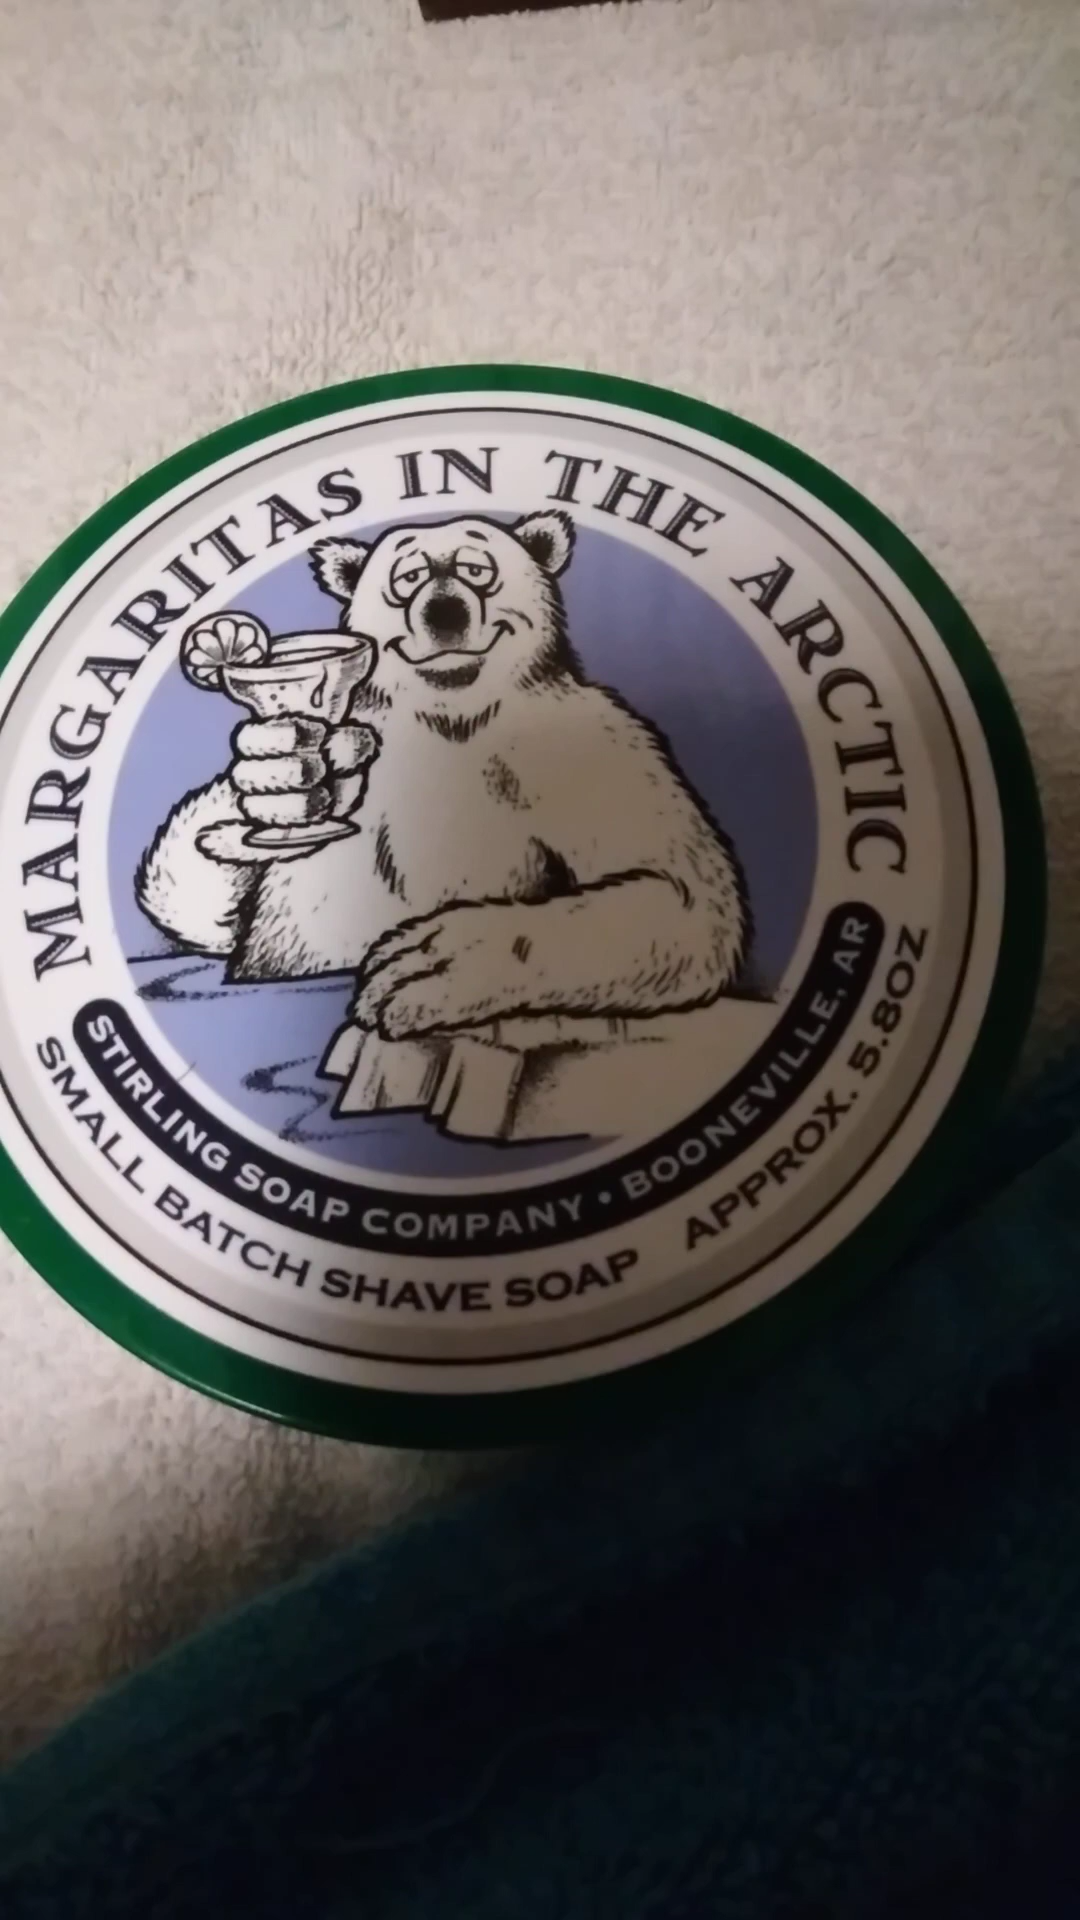 MARGARITAS IN THE ARCTIC
STIRLING SOAP COMPANY • BOONEVILLE, AR
SMALL BATCH SHAVE SOAP APPROX. 5.8OZ